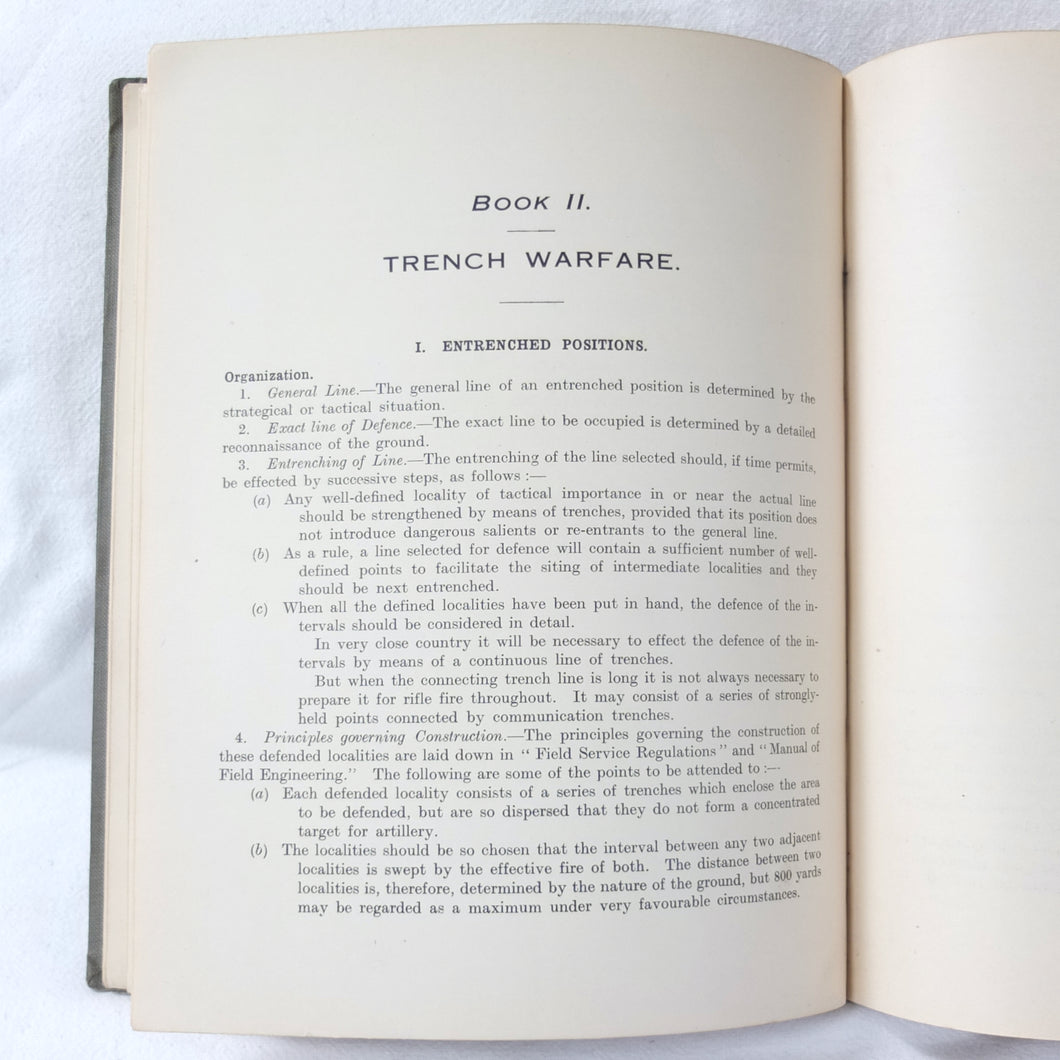 BOOK II.
TRENCH WARFARE.
I. ENTRENCHED POSITIONS.
Organization.
1. General Line.—The general line of an entrenched position is determined by the
strategical or tactical situation.
2. Exact line of Defence.—The exact line to be occupied is determined by a detailed
reconnaissance of the ground.
3. Entrenching of Line.—The entrenching of the line selected should, if time permits,
be effected by successive steps, as follows :—
(a) Any well-defined locality of tactical importance in or near the actual line
should be strengthened by means of trenches, provided that its position does
not introduce dangerous salients or re-entrants to the general line.
(b) As a rule, a line selected for defence will contain a sufficient number of well-
defined points to facilitate the siting of intermediate localities and they
should be next entrenched.
(c) When all the defined localities have been put in hand, the defence of the in-
tervals should be considered in detail.
In very close country it will be necessary to effect the defence of the in-
tervals by means of a continuous line of trenches.
But when the connecting trench line is long it is not always necessary to
prepare it for rifle fire throughout. It may consist of a series of strongly-
held points connected by communication trenches.
4. Principles governing Construction.—The principles governing the construction of
these defended localities are laid down in “ Field Service Regulations ” and “ Manual of
Field Engineering.” The following are some of the points to be attended to :—
(a) Each defended locality consists of a series of trenches which enclose the area
to be defended, but are so dispersed that they do not form a concentrated
target for artillery.
(b) The localities should be so chosen that the interval between any two adjacent
localities is swept by the effective fire of both. The distance between two
localities is, therefore, determined by the nature of the ground, but 800 yards
may be regarded as a maximum under very favourable circumstances.